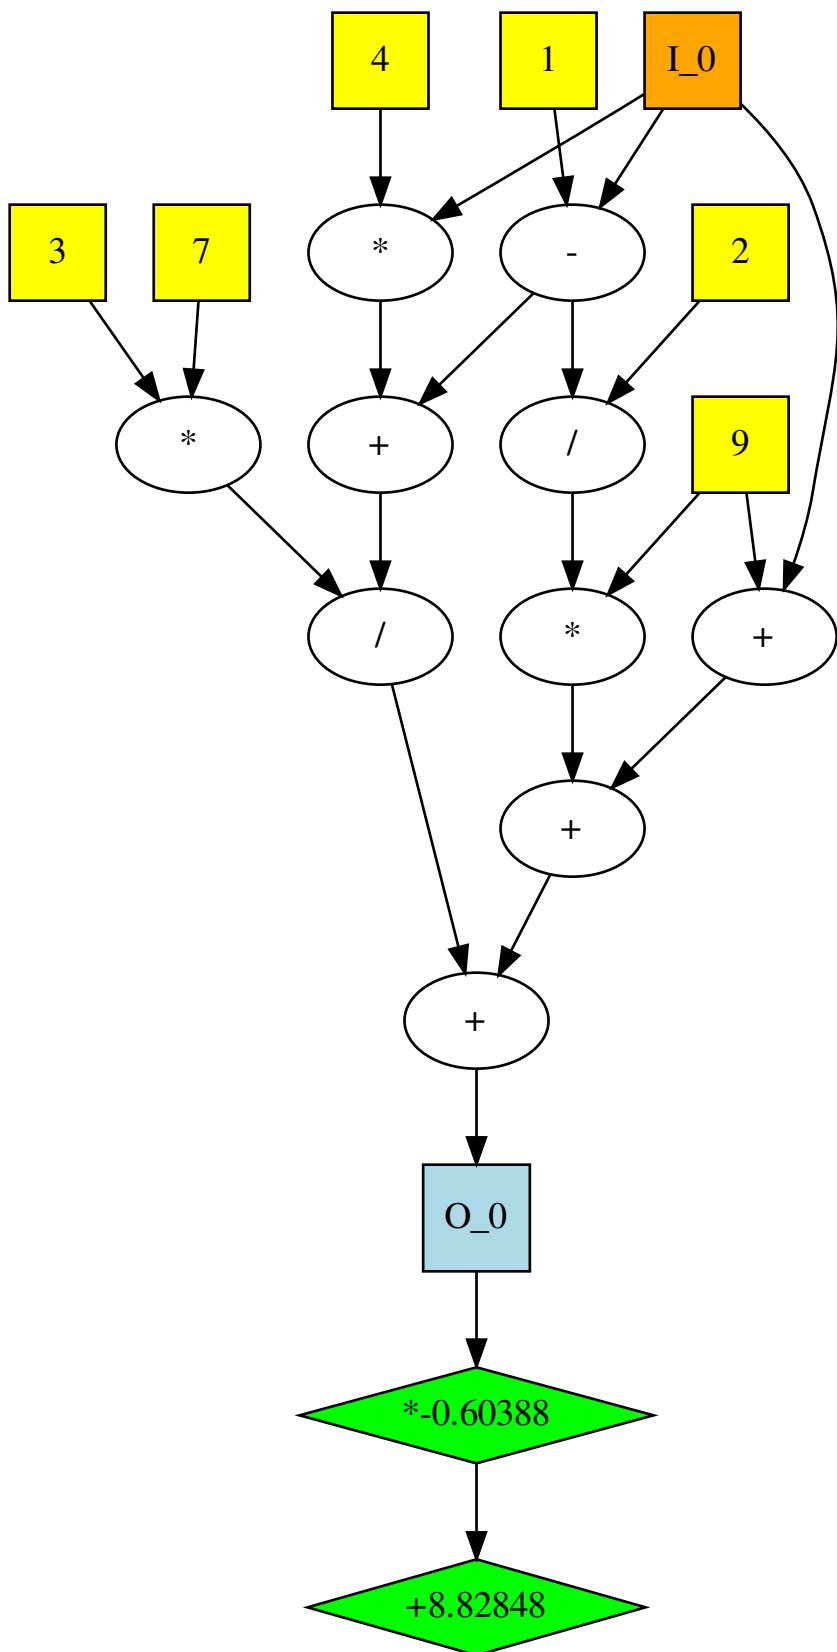 4 1 I_0
3 7 * - 2
* + / 9
/ * +
+
+
O_0
*-0.60388
+8.82848